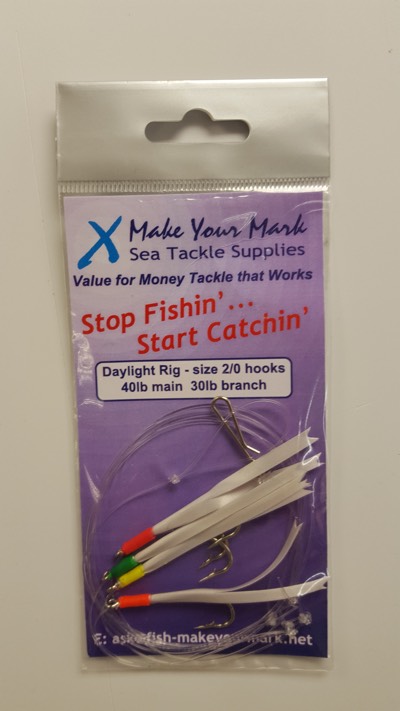 X Make Your Mark
Sea Tackle Supplies
Value for Money Tackle that Works
Stop Fishin'...
Start Catchin'
Daylight Rig - size 2/0 hooks
40lb main 30lb branch
E: